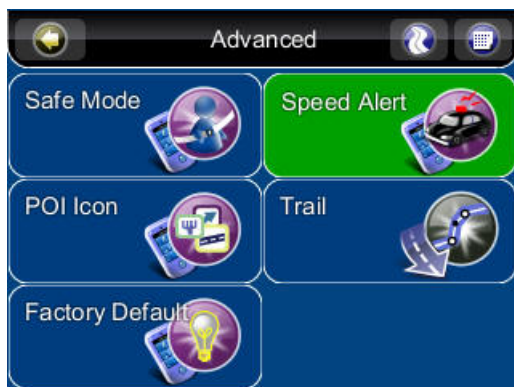 Advanced
Safe Mode
Speed Alert
POI Icon
Trail
Factory Default